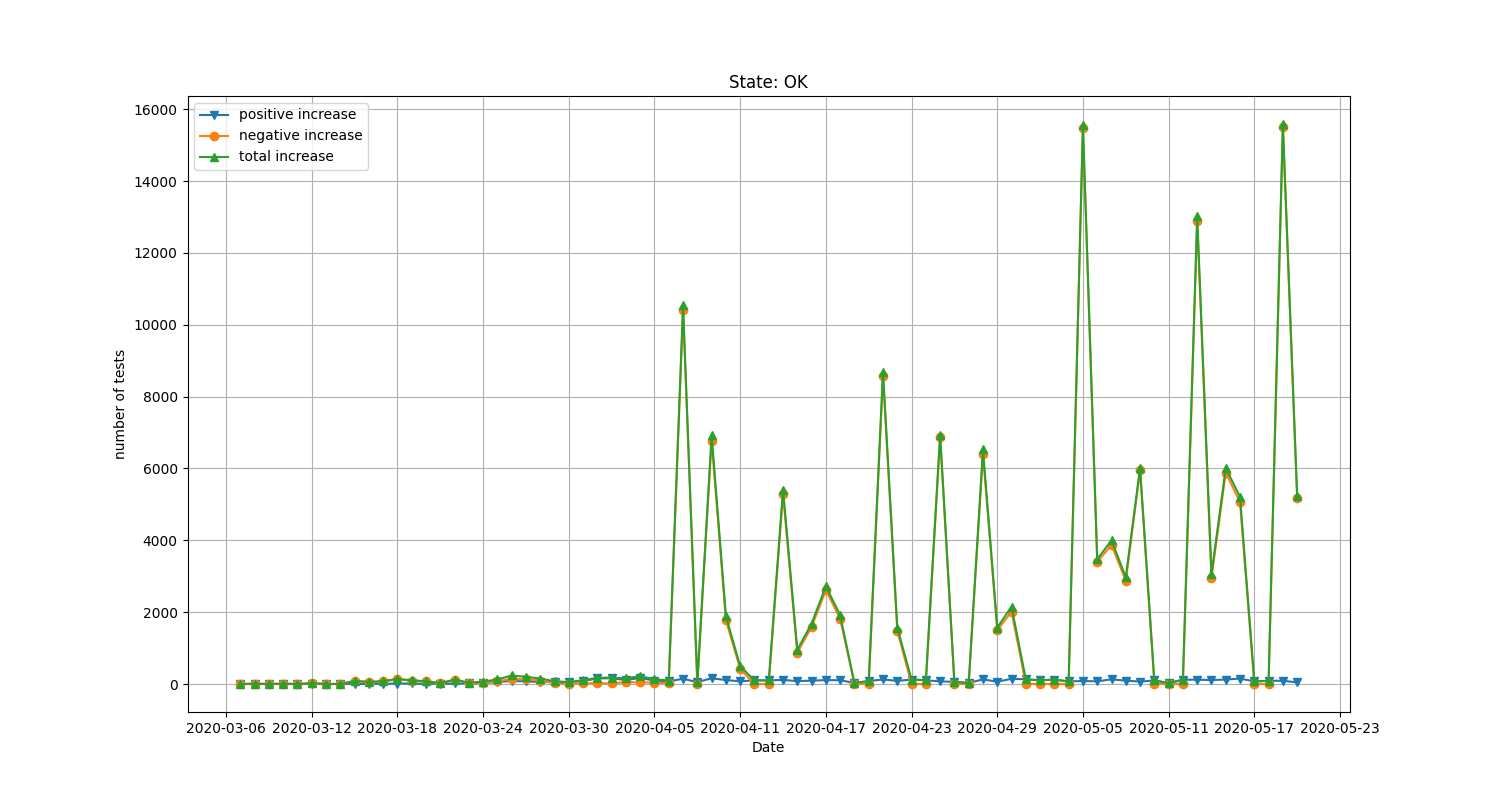 State: OK
positive increase
negative increase
total increase
16000
14000
12000
10000
8000
6000
4000
2000
0
number of tests
2020-03-06 2020-03-12 2020-03-18 2020-03-24 2020-03-30 2020-04-05 2020-04-11 2020-04-17 2020-04-23 2020-04-29 2020-05-05 2020-05-11 2020-05-17 2020-05-23
Date